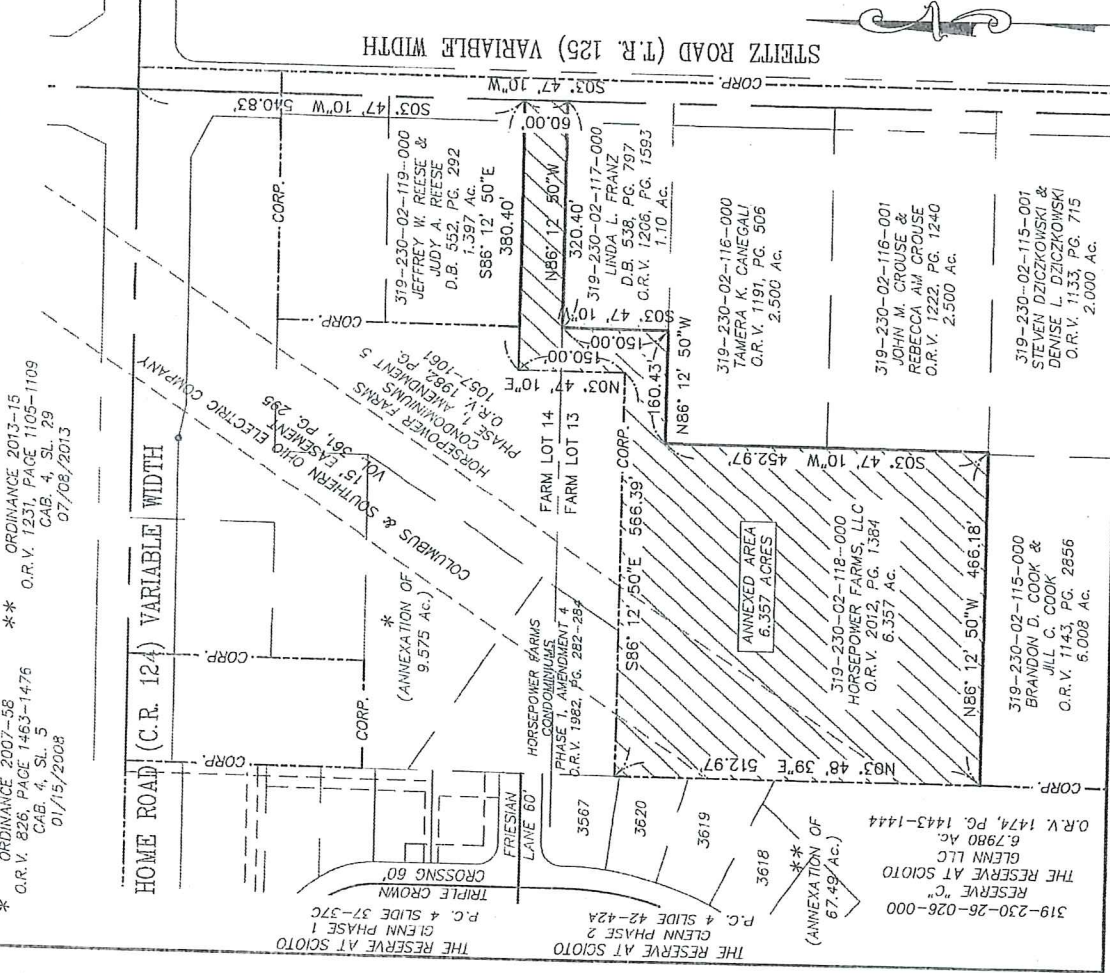 * ORDINANCE 2007-58
O.R.V. 826, PAGE 1463-1476
CAB. 4, SL. 5
01/15/2008
** ORDINANCE 2013-15
O.R.V. 1231, PAGE 1105-1109
CAB. 4, SL. 29
07/08/2013
HOME ROAD (C.R. 124) VARIABLE WIDTH
STEITZ ROAD (T.R. 125) VARIABLE WIDTH
CORP.
S03° 47' 10"W 540.83'
S03° 47' 10"W
60.00'
CORP.
319-230-02-119-000
JEFFREY W. REESE &
JUDY A. REESE
D.B. 552, PG. 292
1.397 Ac.
S86° 12' 50"E
380.40'
CORP.
N86° 12' 50"W
320.40'
319-230-02-117-000
LINDA L. FRANZ
D.B. 538, PG. 797
O.R.V. 1206, PG. 1593
1.10 Ac.
S03° 47' 10"W
150.00'
150.00'
N03° 47' 10"E
160.43'
N86° 12' 50"W
319-230-02-116-000
TAMERA K. CANEGALI
O.R.V. 1191, PG. 506
2.500 Ac.
319-230-02-116-001
JOHN M. CROUSE &
REBECCA AM CROUSE
O.R.V. 1222, PG. 1240
2.500 Ac.
319-230-02-115-001
STEVEN DZICZKOWSKI &
DENISE L. DZICZKOWSKI
O.R.V. 1133, PG. 715
2.000 Ac.
COLUMBUS & SOUTHERN OHIO ELECTRIC COMPANY
15' EASEMENT
VOL. 361, PG. 295
HORSEPOWER FARMS
CONDOMINIUMS
PHASE 1, AMENDMENT 5
O.R.V. 1982, PG.
1057-1061
FARM LOT 14
FARM LOT 13
CORP.
S86° 12' 50"E 566.39'
S03° 47' 10"W 452.97'
ANNEXED AREA
6.357 ACRES
319-230-02-118-000
HORSEPOWER FARMS, LLC
O.R.V. 2012, PG. 1384
6.357 Ac.
N86° 12' 50"W 466.18'
319-230-02-115-000
BRANDON D. COOK &
JILL C. COOK
O.R.V. 1143, PG. 2856
6.008 Ac.
*
(ANNEXATION OF
9.575 Ac.)
CORP.
CORP.
CORP.
HORSEPOWER FARMS
CONDOMINIUMS
PHASE 1, AMENDMENT 4
O.R.V. 1982, PG. 282-284
N03° 48' 39"E 512.97'
CORP.
FRIESIAN
LANE 60'
3567
3620
3619
3618
**
(ANNEXATION OF
67.49 Ac.)
TRIPLE CROWN
CROSSNG 60'
THE RESERVE AT SCIOTO
GLENN PHASE 1
P.C. 4 SLIDE 37-37C
THE RESERVE AT SCIOTO
GLENN PHASE 2
P.C. 4 SLIDE 42-42A
319-230-26-026-000
RESERVE "C"
THE RESERVE AT SCIOTO
GLENN LLC
6.7980 Ac.
O.R.V. 1474, PG. 1443-1444